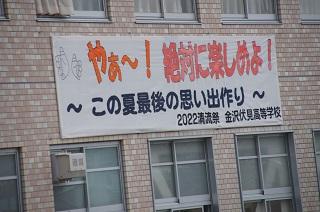 やぁ～！絶対に楽しめよ！
～この夏最後の思い出作り～
2022清流祭 金沢伏見高等学校